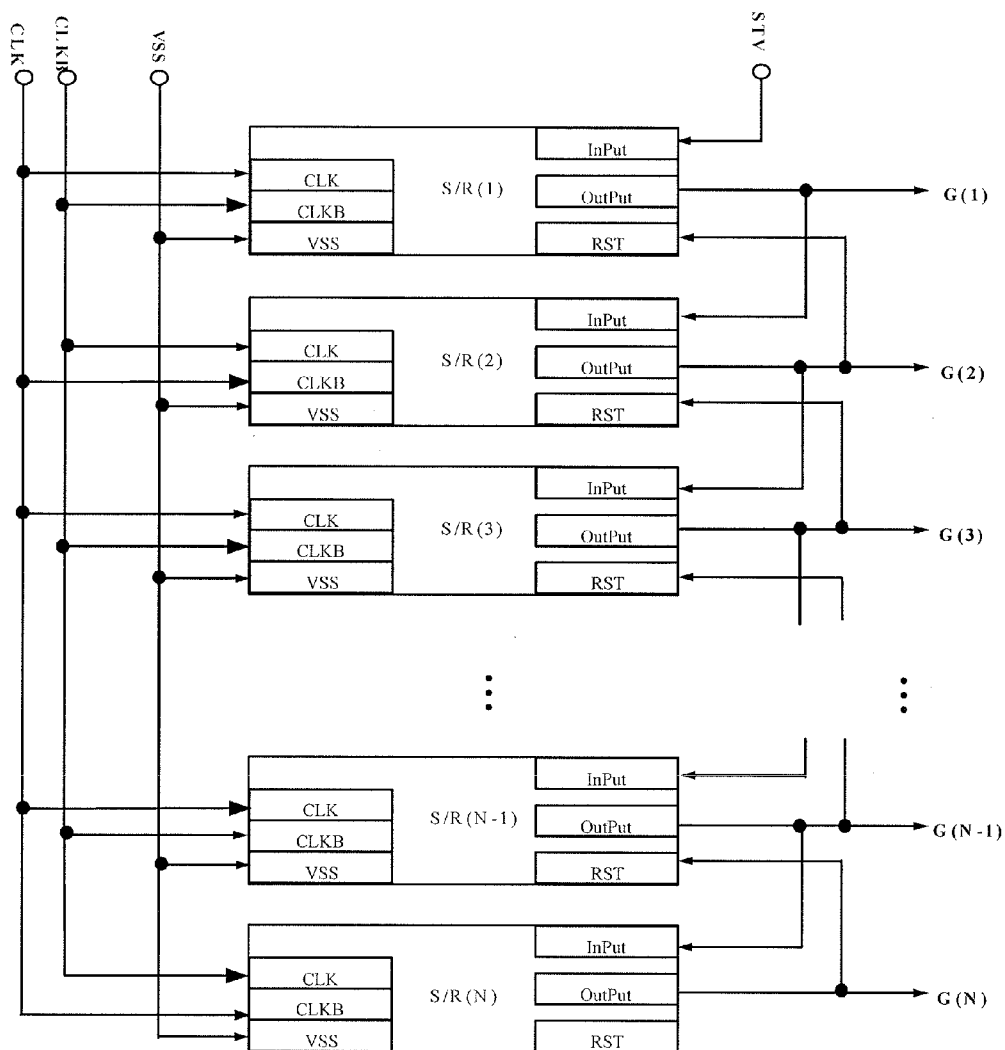 CLK
CLKB
VSS
STV
InPut
CLK
S/R(1)
OutPut
G(1)
CLKB
VSS
RST
InPut
CLK
S/R(2)
OutPut
G(2)
CLKB
VSS
RST
InPut
CLK
S/R(3)
OutPut
G(3)
CLKB
VSS
RST
InPut
CLK
S/R(N-1)
OutPut
G(N-1)
CLKB
VSS
RST
InPut
CLK
S/R(N)
OutPut
G(N)
CLKB
VSS
RST